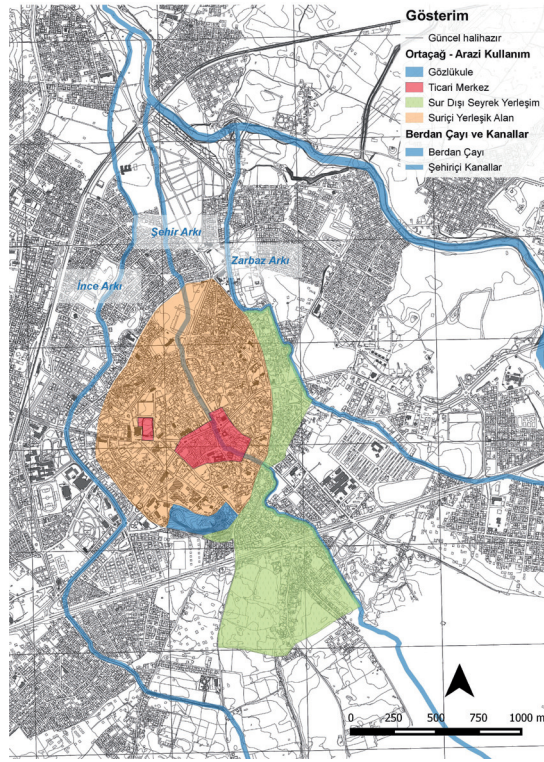 Gösterim
Güncel halihazır
Ortaçağ - Arazi Kullanım
Gözlükule
Ticari Merkez
Sur Dışı Seyrek Yerleşim
Suriçi Yerleşik Alan
Berdan Çayı ve Kanallar
Berdan Çayı
Şehiriçi Kanallar
Şehir Arkı
Zarbaz Arkı
İnce Arkı
0 250 500 750 1000 m